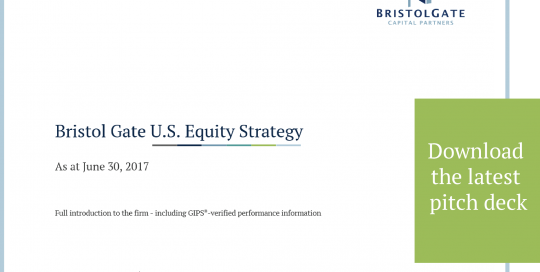 BRISTOLGATE
CAPITAL PARTNERS
Bristol Gate U.S. Equity Strategy
As at June 30, 2017
Full introduction to the firm - including GIPS®-verified performance information
Download
the latest
pitch deck